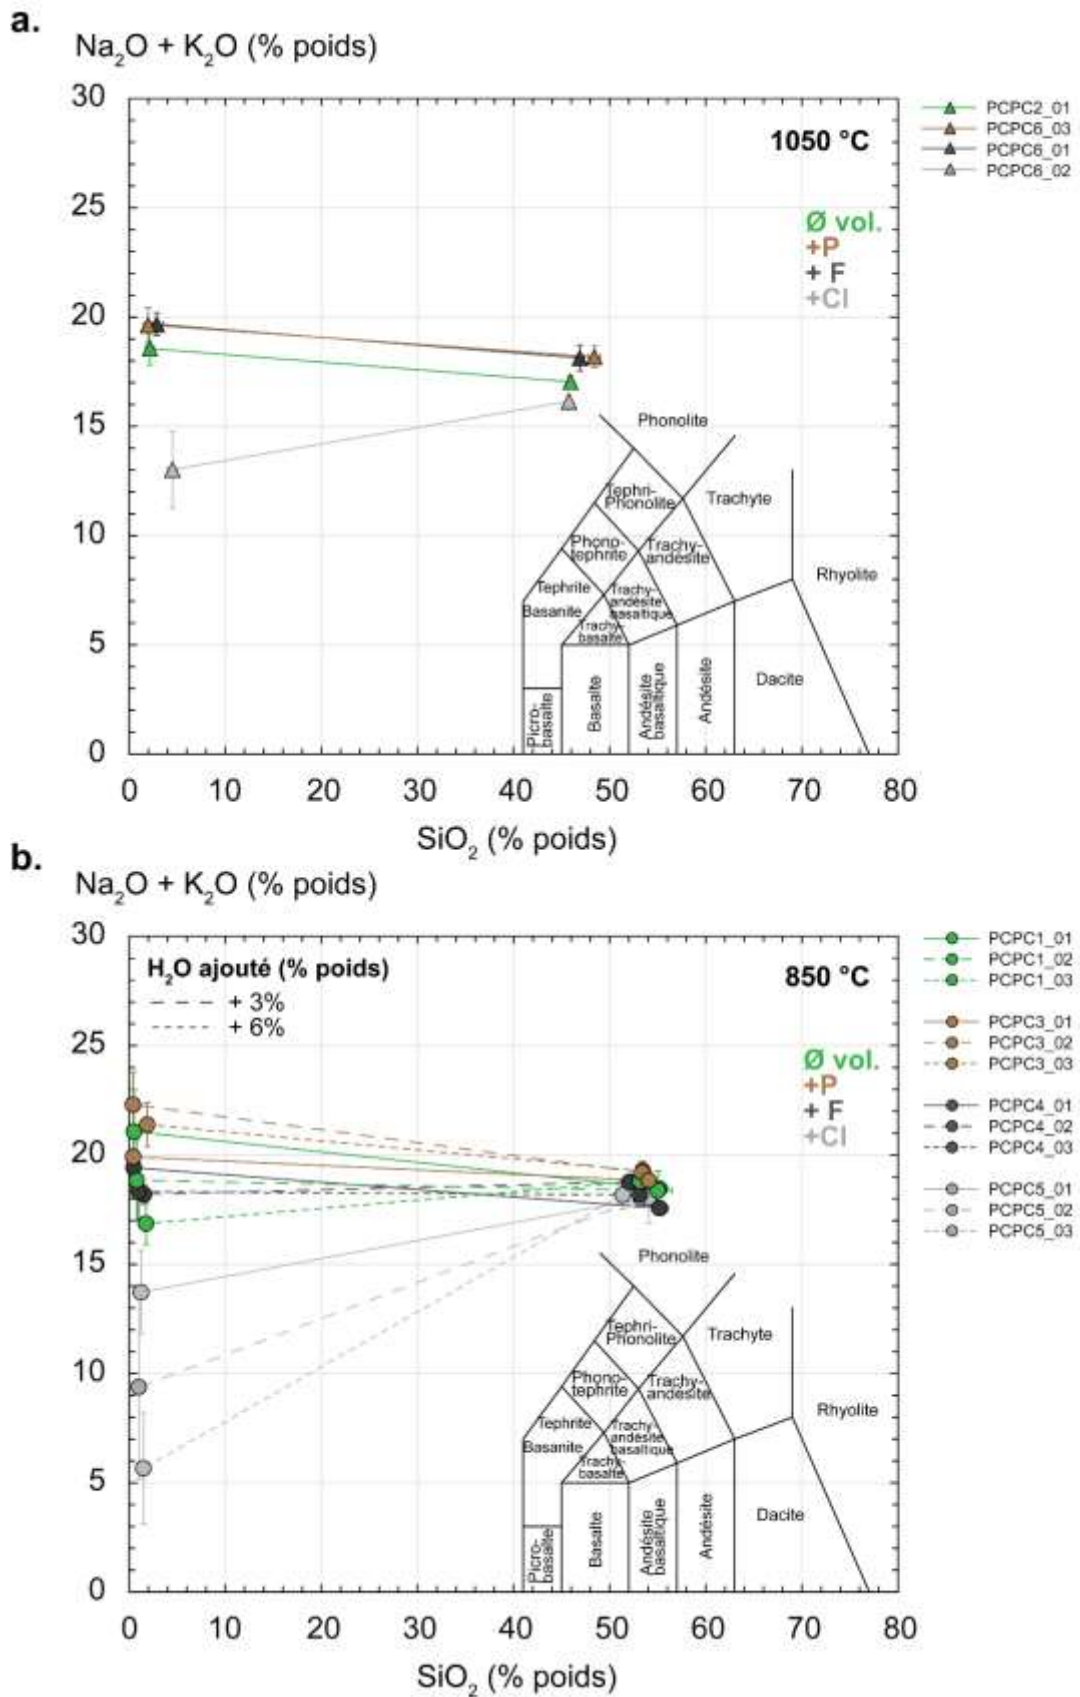 a.
Na₂O + K₂O (% poids)
30
25
20
15
10
5
0
1050 °C
Ø vol.
+P
+ F
+Cl
PCPC2_01
PCPC6_03
PCPC6_01
PCPC6_02
Phonolite
Tephri-
Phonolite
Trachyte
Phono-
tephrite
Trachy-
andésite
Rhyolite
Tephrite
Basanite
Trachy-
andésite
basaltique
Trachy-
basalte
Picro-
basalte
Basalte
Andésite
basaltique
Andésite
Dacite
0 10 20 30 40 50 60 70 80
SiO₂ (% poids)
b.
Na₂O + K₂O (% poids)
30
25
20
15
10
5
0
H₂O ajouté (% poids)
+ 3%
+ 6%
850 °C
Ø vol.
+P
+ F
+Cl
PCPC1_01
PCPC1_02
PCPC1_03
PCPC3_01
PCPC3_02
PCPC3_03
PCPC4_01
PCPC4_02
PCPC4_03
PCPC5_01
PCPC5_02
PCPC5_03
Phonolite
Tephri-
Phonolite
Trachyte
Phono-
tephrite
Trachy-
andésite
Rhyolite
Tephrite
Basanite
Trachy-
andésite
basaltique
Trachy-
basalte
Picro-
basalte
Basalte
Andésite
basaltique
Andésite
Dacite
0 10 20 30 40 50 60 70 80
SiO₂ (% poids)